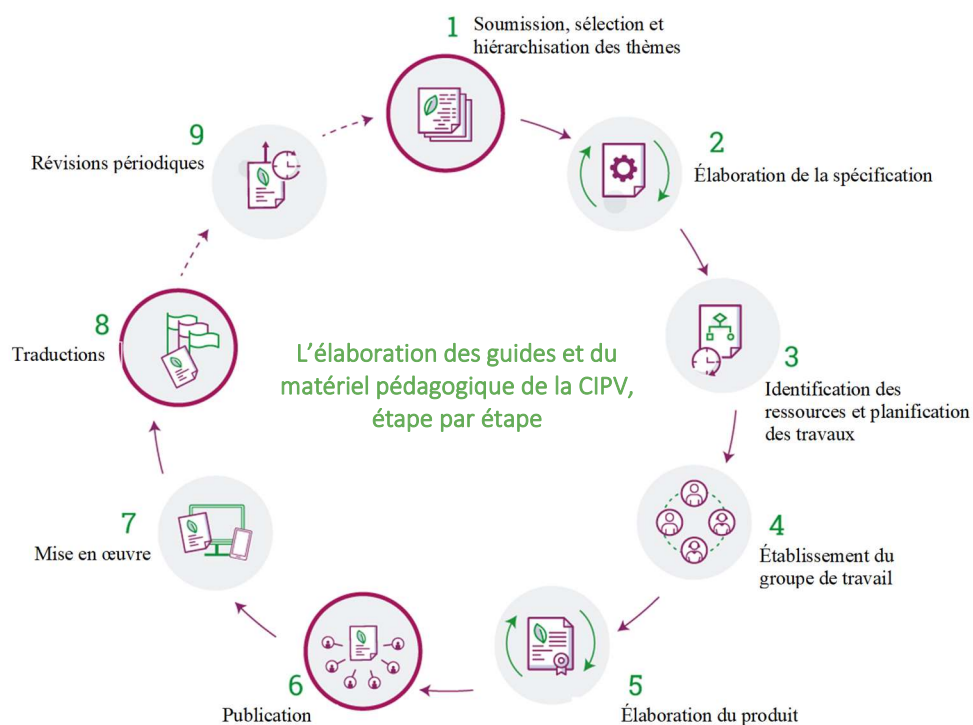 1
Soumission, sélection et
hiérarchisation des thèmes
2
Élaboration de la spécification
3
Identification des
ressources et planification
des travaux
4
Établissement du
groupe de travail
5
Élaboration du produit
6
Publication
7
Mise en œuvre
8
Traductions
9
Révisions périodiques
L'élaboration des guides et du
matériel pédagogique de la CIPV,
étape par étape